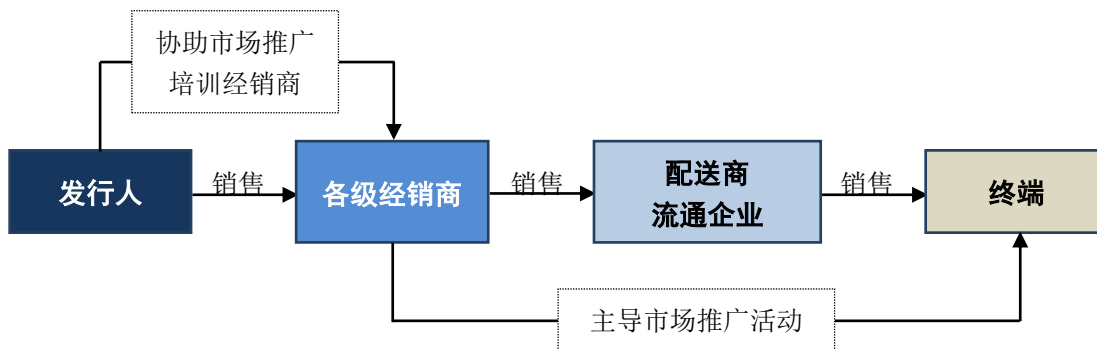 协助市场推广
培训经销商
发行人
销售
各级经销商
销售
配送商
流通企业
销售
终端
主导市场推广活动